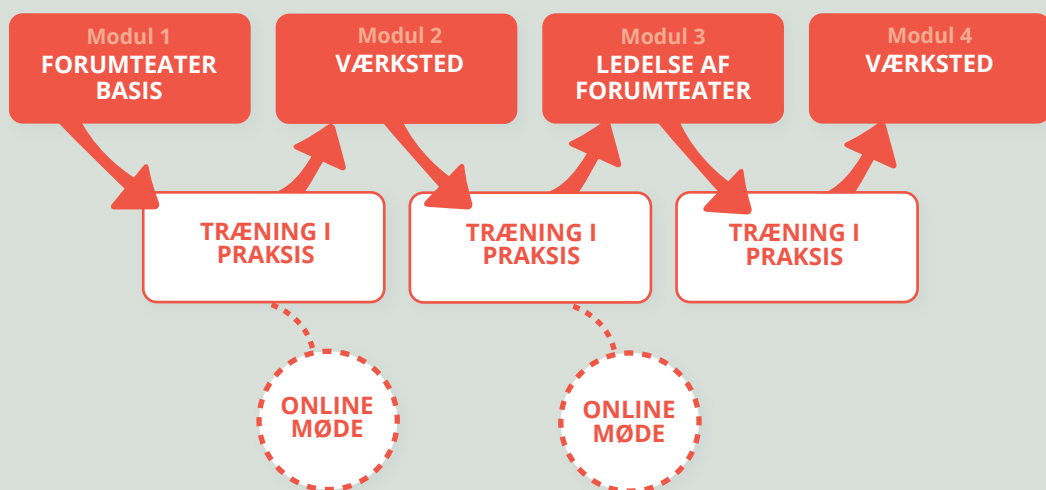 Modul 1
FORUMTEATER
BASIS
Modul 2
VÆRKSTED
Modul 3
LEDELSE AF
FORUMTEATER
Modul 4
VÆRKSTED
TRÆNING I
PRAKSIS
TRÆNING I
PRAKSIS
TRÆNING I
PRAKSIS
ONLINE
MØDE
ONLINE
MØDE